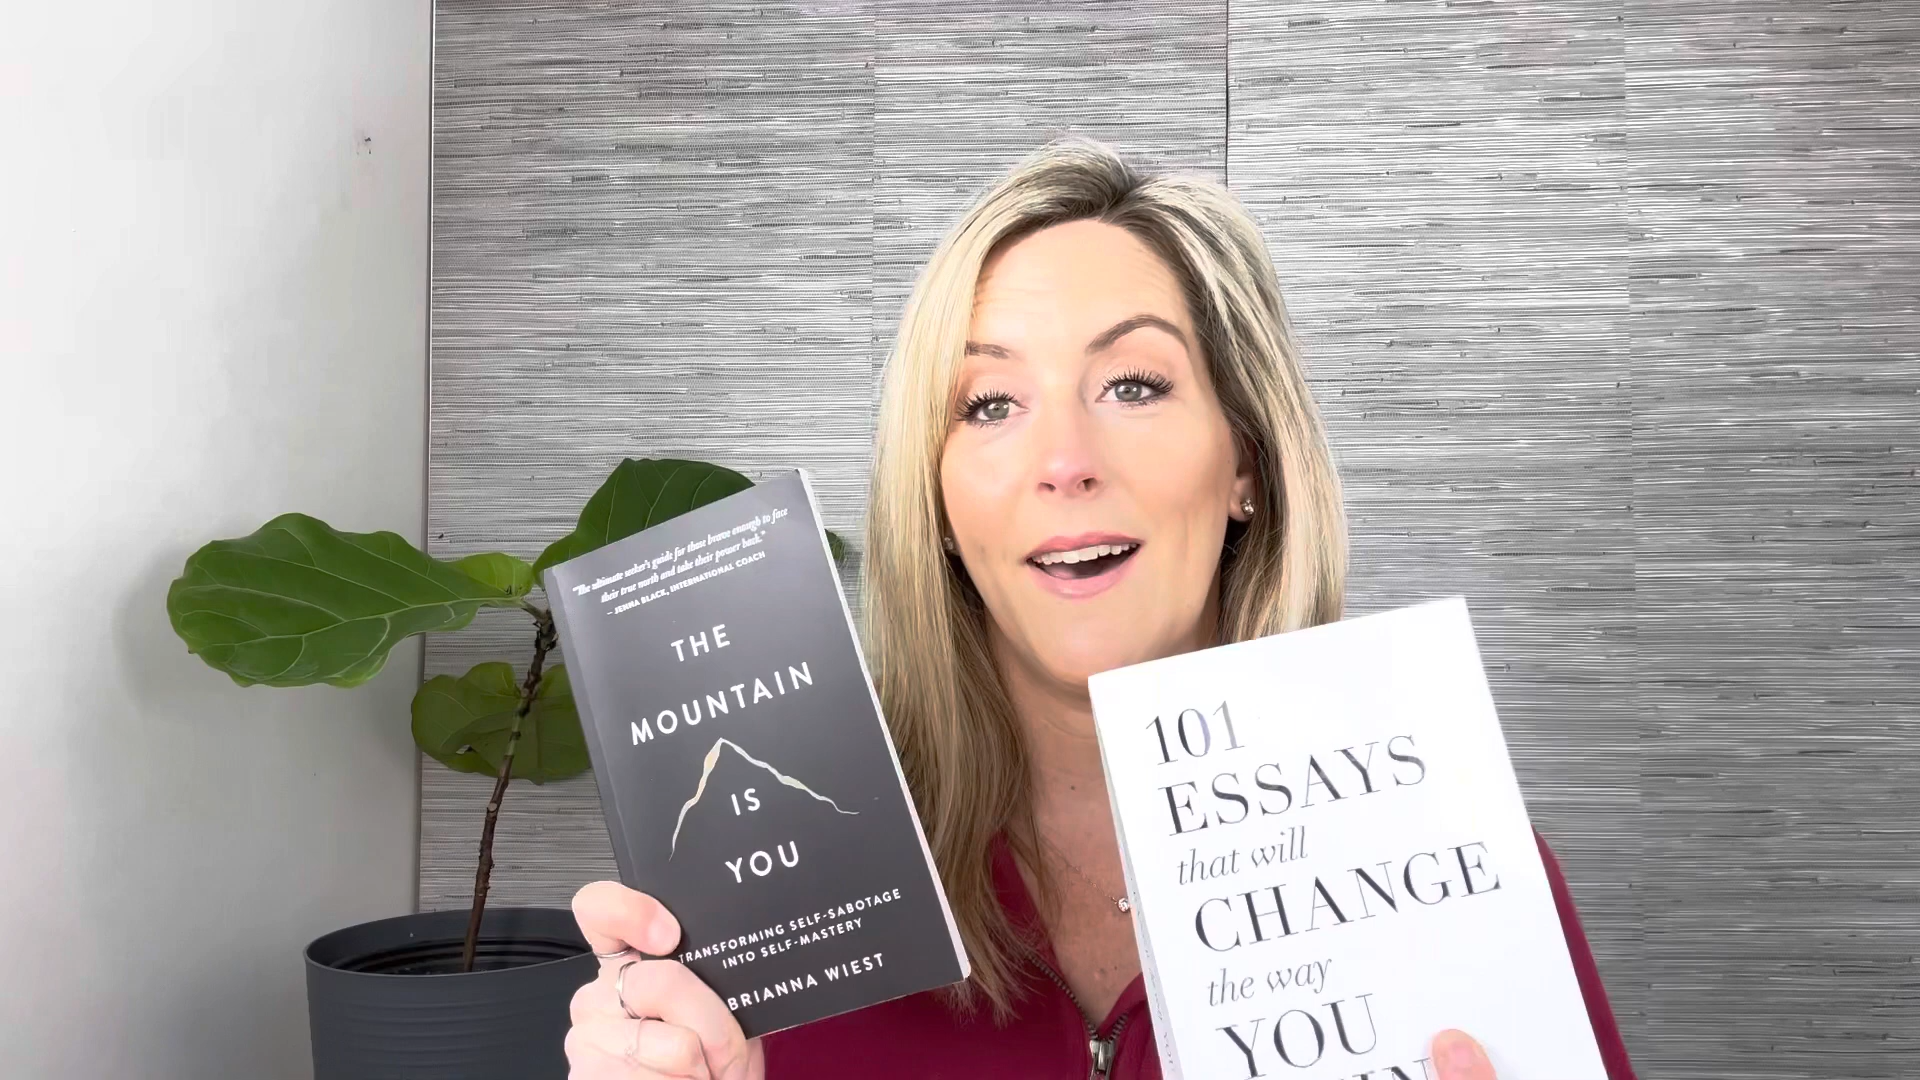 "The ultimate seeker's guide for those brave enough to face
their true north and take their power back."
– JENNA BLACK, INTERNATIONAL COACH
THE
MOUNTAIN
IS
YOU
TRANSFORMING SELF-SABOTAGE
INTO SELF-MASTERY
BRIANNA WIEST
101
ESSAYS
that will
CHANGE
the way
YOU